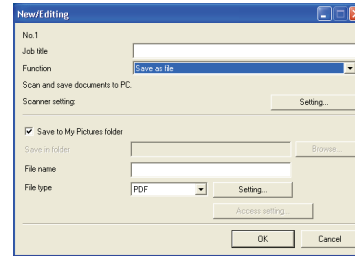 New/Editing
No.1
Job title
Function Save as file
Scan and save documents to PC.
Scanner setting: Setting...
Save to My Pictures folder
Save in folder Browse...
File name
File type PDF Setting...
Access setting...
OK Cancel